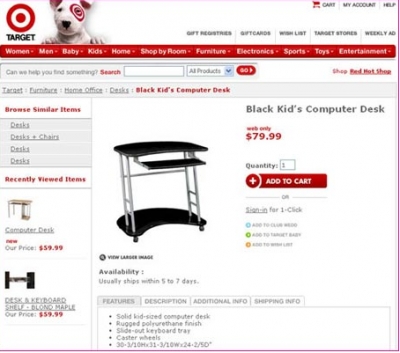 CART | MY ACCOUNT | HELP
TARGET
GIFT REGISTRIES | GIFTCARDS | WISH LIST | TARGET STORES | WEEKLY AD
Women Men Baby Kids Home Shop by Room Furniture Electronics Sports Toys Entertainment
Can we help you find something? Search All Products GO Shop Red Hot Shop
Target : Furniture : Home Office : Desks : Black Kid's Computer Desk
Browse Similar Items
Desks
Desks + Chairs
Desks
Desks
Recently Viewed Items
Computer Desk
new
Our Price: $59.99
DESK & KEYBOARD
SHELF - BLOND MAPLE
Our Price: $59.99
Black Kid's Computer Desk
web only
$79.99
Quantity: 1
ADD TO CART
OR
Sign-in for 1-Click
ADD TO CLUB WEDD
ADD TO TARGET BABY
ADD TO WISH LIST
VIEW LARGER IMAGE
Availability :
Usually ships within 5 to 7 days.
FEATURES DESCRIPTION ADDITIONAL INFO SHIPPING INFO
• Solid kid-sized computer desk
• Rugged polyurethane finish
• Slide-out keyboard tray
• Caster wheels
• 30-3/10Hx31-3/10Wx24-2/5D"